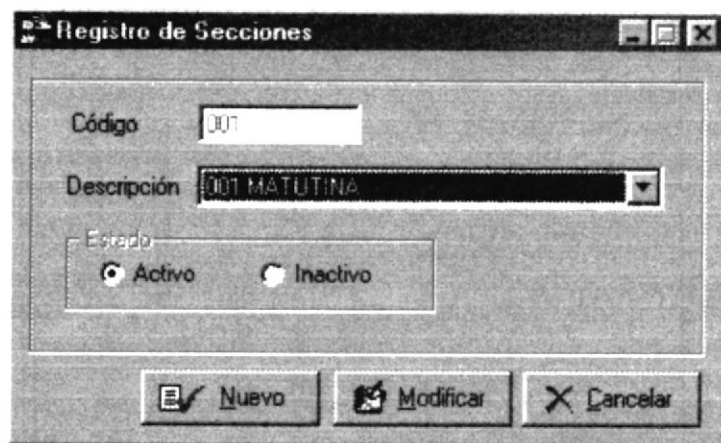 Registro de Secciones
Código 001
Descripción 001 MATUTINA
Estado
Activo Inactivo
Nuevo Modificar Cancelar